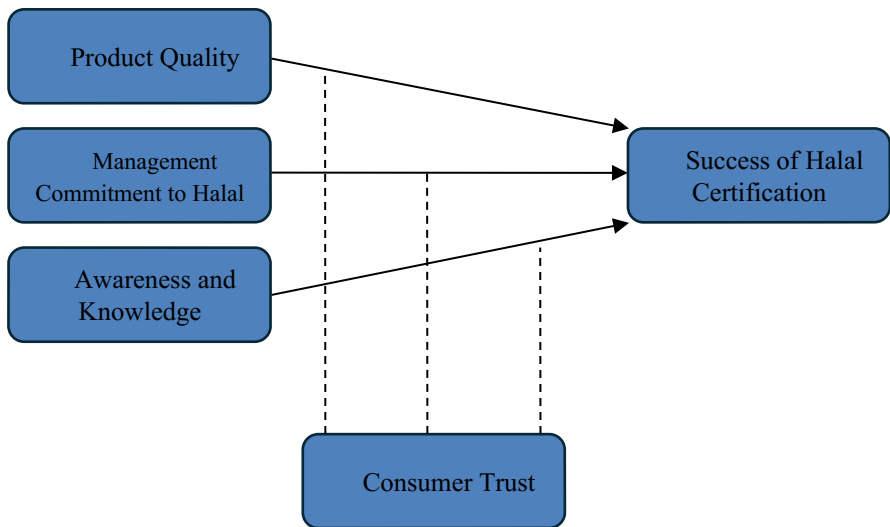 Product Quality
Management
Commitment to Halal
Awareness and
Knowledge
Success of Halal
Certification
Consumer Trust